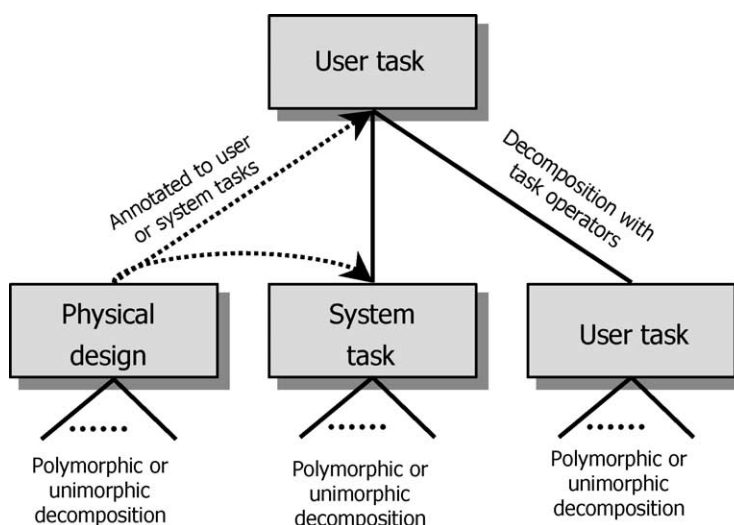 User task
Annotated to user
or system tasks
Decomposition with
task operators
Physical
design
System
task
User task
Polymorphic or
unimorphic
decomposition
Polymorphic or
unimorphic
decomposition
Polymorphic or
unimorphic
decomposition